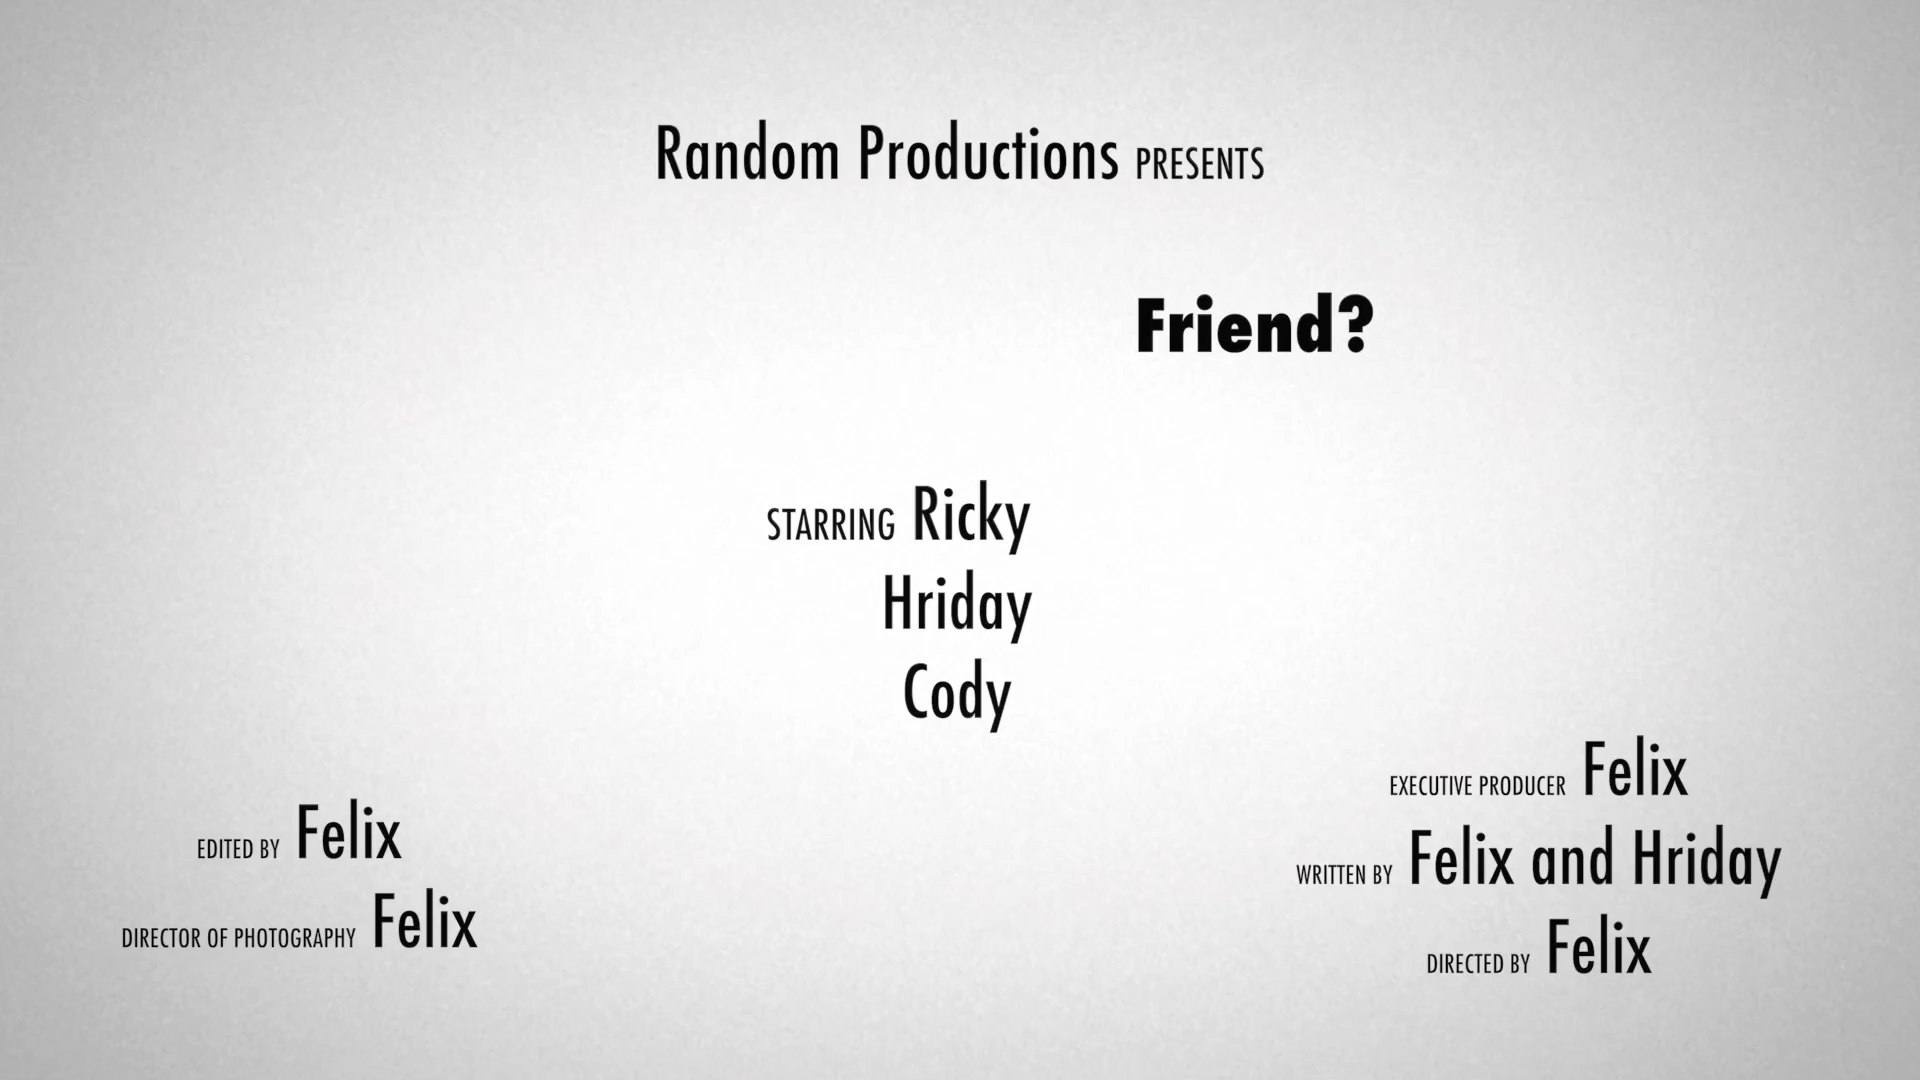 Random Productions PRESENTS
Friend?
STARRING Ricky
Hriday
Cody
EDITED BY Felix
DIRECTOR OF PHOTOGRAPHY Felix
EXECUTIVE PRODUCER Felix
WRITTEN BY Felix and Hriday
DIRECTED BY Felix